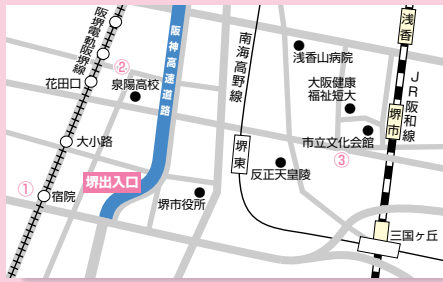 阪堺電軌阪堺線
花田口
②
泉陽高校
大小路
①
宿院
堺出入口
阪神高速道路
堺市役所
南海高野線
堺東
反正天皇陵
浅香山病院
大阪健康
福祉短大
市立文化会館
③
浅香
JR阪和線
堺市
三国ヶ丘